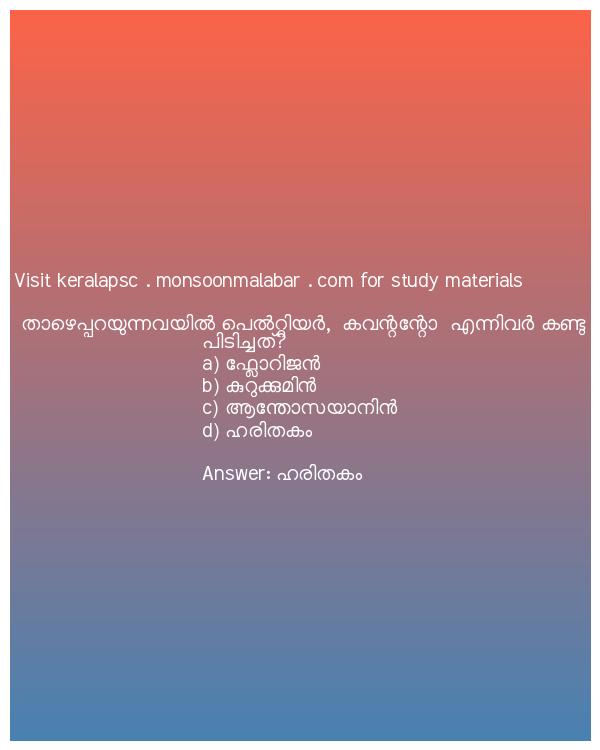 Visit keralapsc . monsoonmalabar . com for study materials
താഴെപ്പറയുന്നവയിൽ പെൽറ്റിയർ, കവന്റന്റോ എന്നിവർ കണ്ടു
പിടിച്ചത്?
a) ഫ്ലോറിജൻ
b) കുറുക്കുമിൻ
c) ആന്തോസയാനിൻ
d) ഹരിതകം
Answer: ഹരിതകം